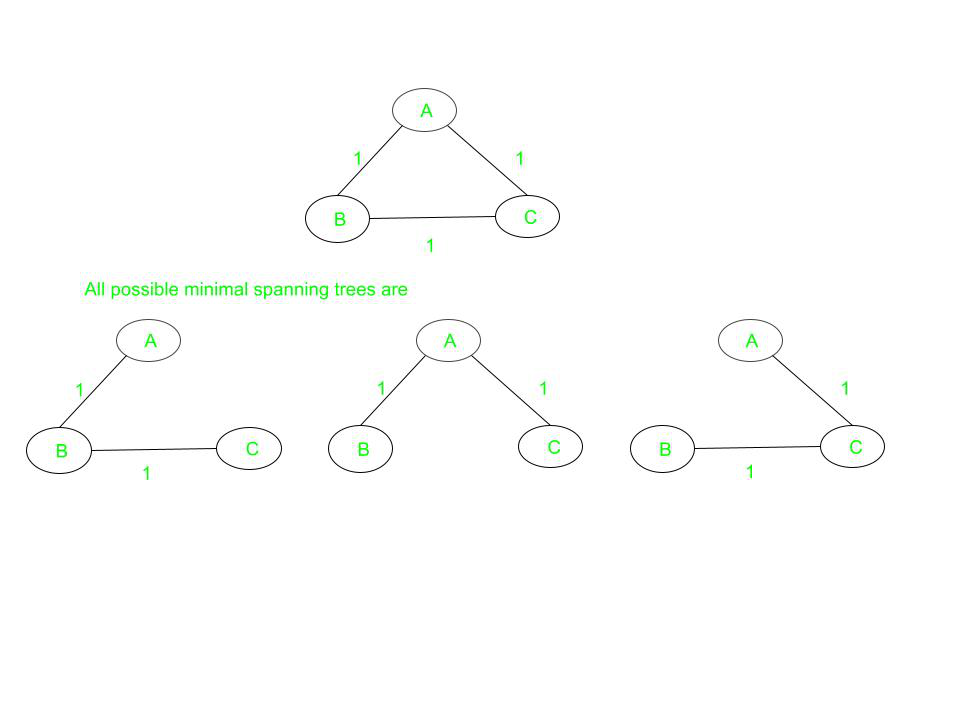 A
1 1
B C
1
All possible minimal spanning trees are
A A A
1 1 1 1
B C B C B C
1 1